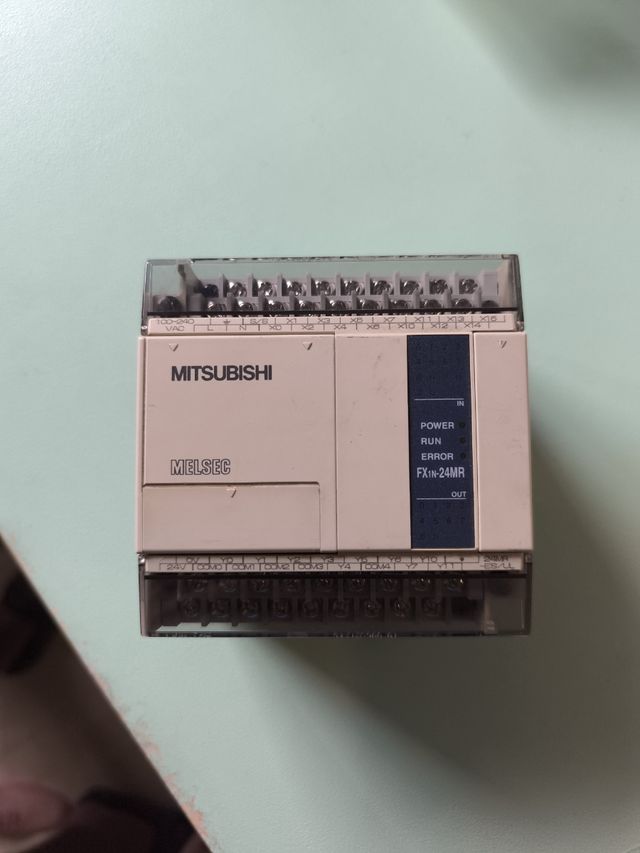 100-240
VAC
⏚ S/S X1 X3 X5 X7 X11 X13 X15
L N X0 X2 X4 X6 X10 X12 X14
MITSUBISHI
MELSEC
IN
POWER
RUN
ERROR
FX1N-24MR
OUT
0V Y0 Y1 Y2 Y3 Y5 Y6 Y10 • 24MR
24V COM0 COM1 COM2 COM3 Y4 COM4 Y7 Y11 -ES/UL